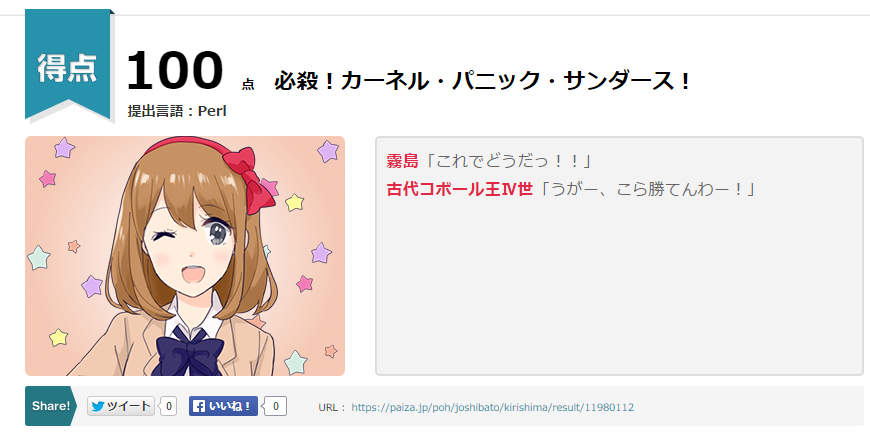 得点
100 点 必殺！カーネル・パニック・サンダース！
提出言語：Perl
霧島「これでどうだっ！！」
古代コボール王Ⅳ世「うがー、こら勝てんわー！」
Share!
ツイート
0
いいね！
0
URL： https://paiza.jp/poh/joshibato/kirishima/result/11980112